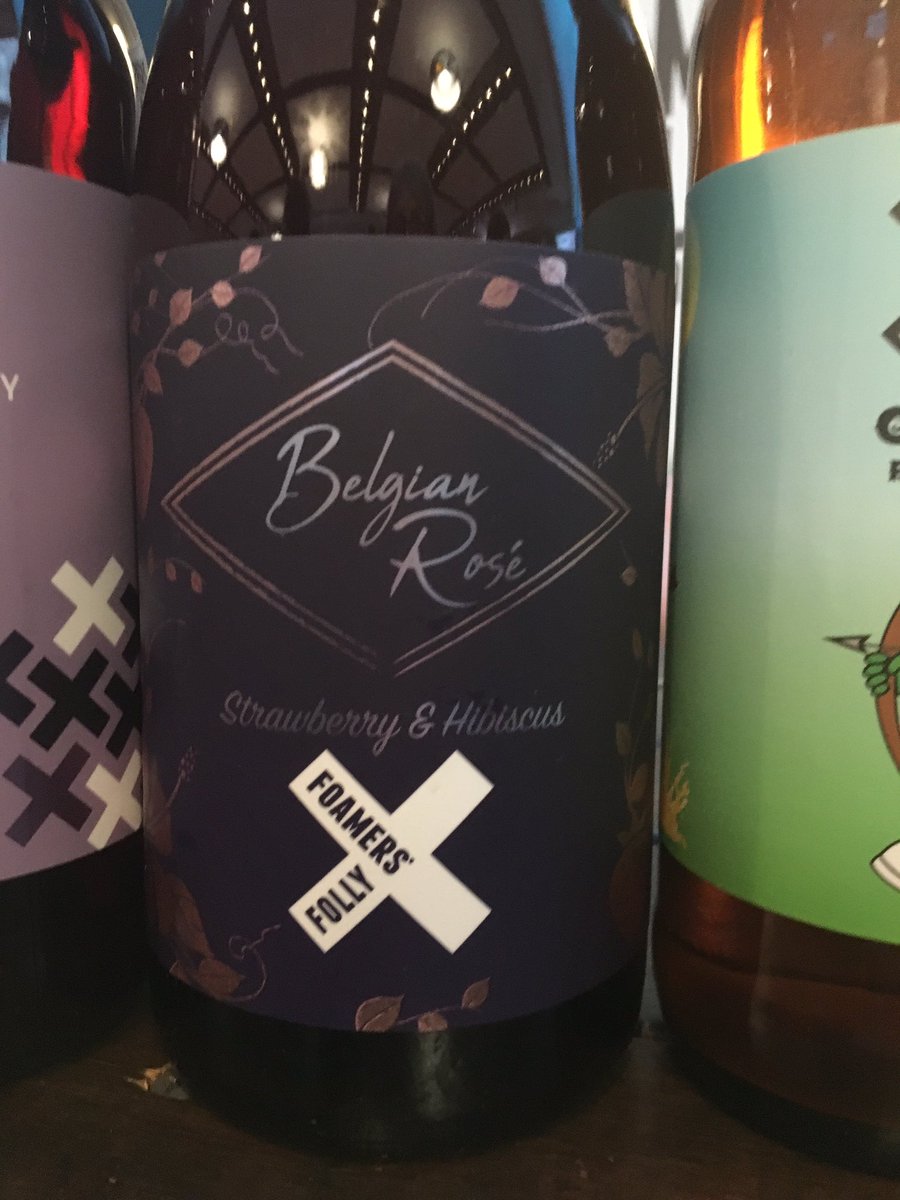 Y
Belgian
Rosé
Strawberry & Hibiscus
FOAMERS'
FOLLY